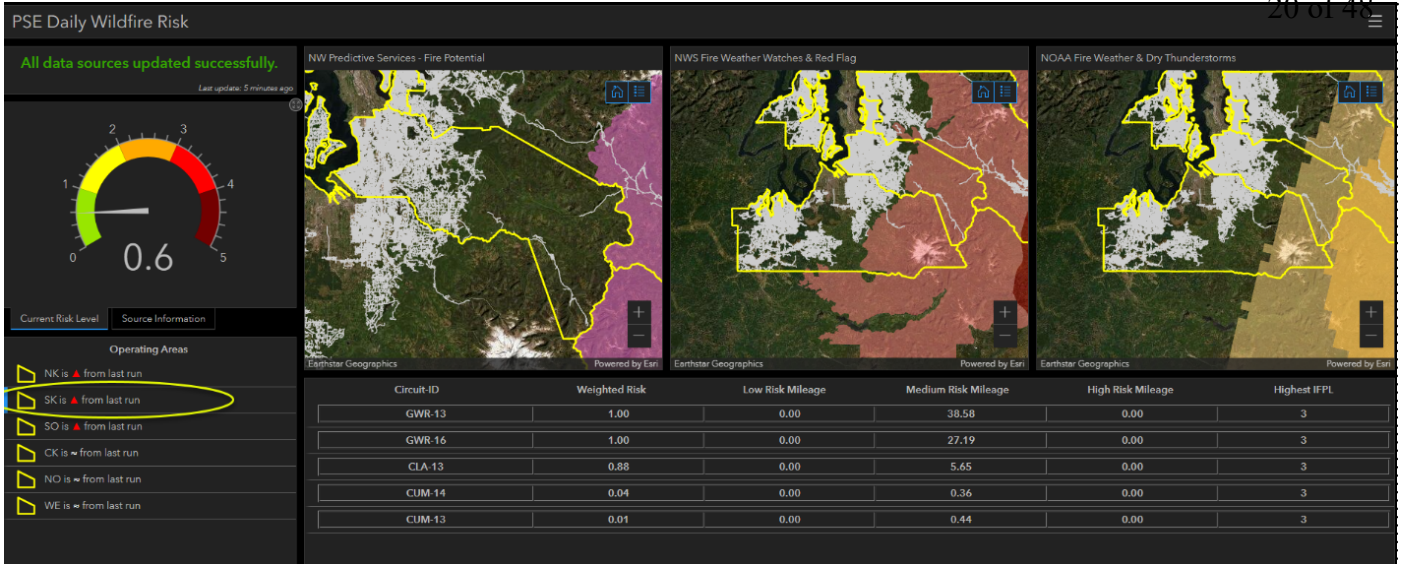 20 of 48
PSE Daily Wildfire Risk
All data sources updated successfully.
Last update: 5 minutes ago
0
1
2
3
4
5
0.6
Current Risk Level
Source Information
Operating Areas
NK is ▲ from last run
SK is ▲ from last run
SO is ▲ from last run
CK is ≈ from last run
NO is ≈ from last run
WE is ≈ from last run
NW Predictive Services - Fire Potential
Earthstar Geographics
Powered by Esri
NWS Fire Weather Watches & Red Flag
Earthstar Geographics
Powered by Esri
NOAA Fire Weather & Dry Thunderstorms
Earthstar Geographics
Powered by Esri
Circuit-ID Weighted Risk Low Risk Mileage Medium Risk Mileage High Risk Mileage Highest IFPL
GWR-13 1.00 0.00 38.58 0.00 3
GWR-16 1.00 0.00 27.19 0.00 3
CLA-13 0.88 0.00 5.65 0.00 3
CUM-14 0.04 0.00 0.36 0.00 3
CUM-13 0.01 0.00 0.44 0.00 3